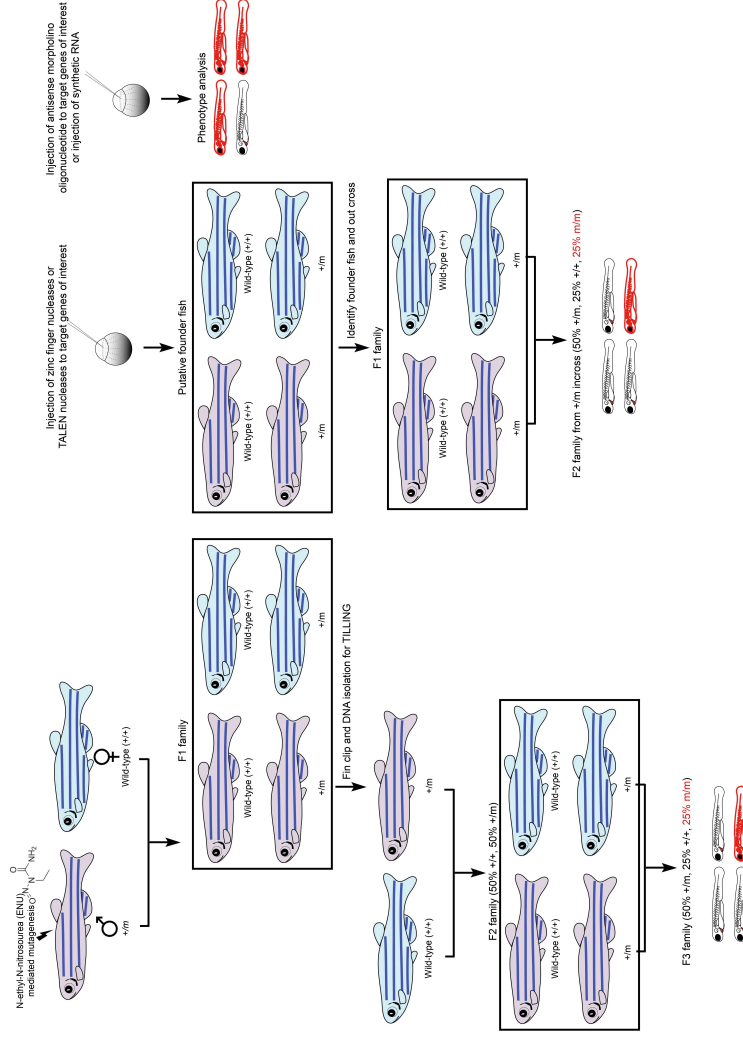 N-ethyl-N-nitrosourea (ENU)
mediated mutagenesis
O
N
N
O
NH₂
♂
♀
+/m
Wild-type (+/+)
F1 family
Wild-type (+/+)
Wild-type (+/+)
+/m
+/m
Fin clip and DNA isolation for TILLING
Wild-type (+/+)
+/m
F2 family (50% +/+, 50% +/m)
Wild-type (+/+)
Wild-type (+/+)
+/m
+/m
F3 family (50% +/m, 25% +/+, 25% m/m)
Injection of zinc finger nucleases or
TALEN nucleases to target genes of interest
Putative founder fish
Wild-type (+/+)
Wild-type (+/+)
+/m
+/m
Identify founder fish and out cross
F1 family
Wild-type (+/+)
Wild-type (+/+)
+/m
+/m
F2 family from +/m incross (50% +/m, 25% +/+, 25% m/m)
Injection of antisense morpholino
oligonucleotide to target genes of interest
or injection of synthetic RNA
Phenotype analysis